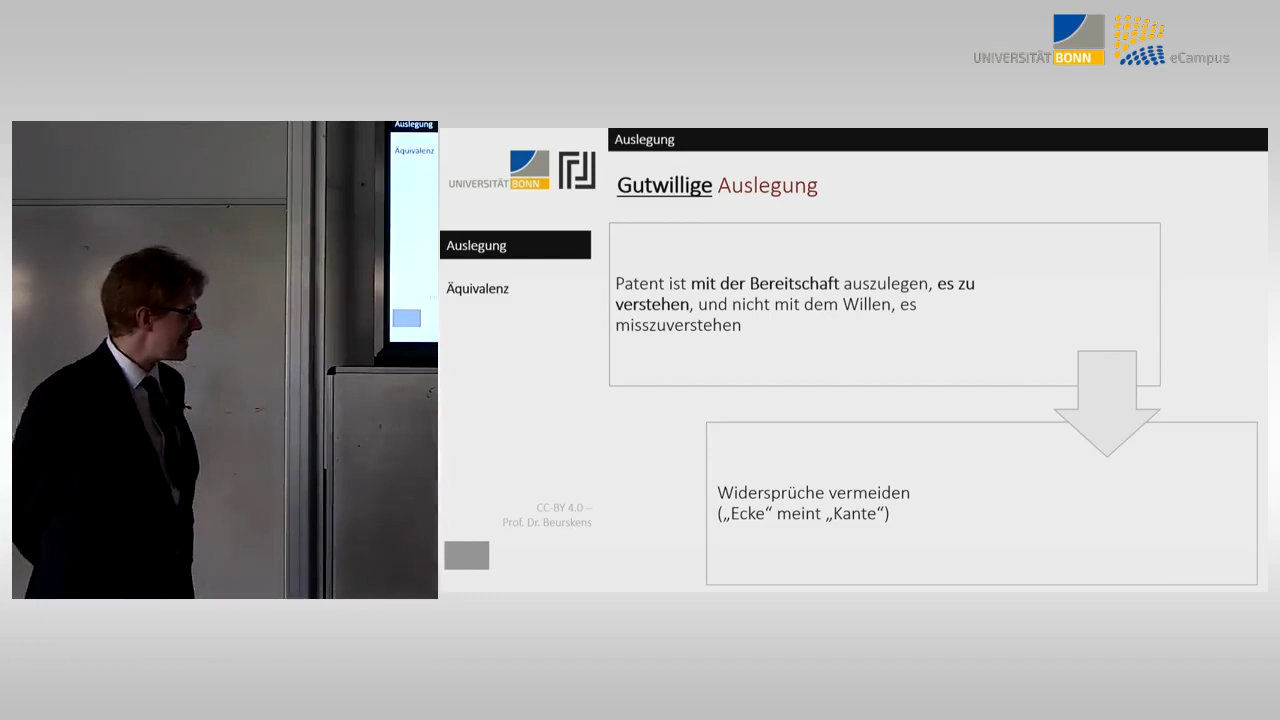 UNIVERSITÄT BONN eCampus
Auslegung
Äquivalenz
UNIVERSITÄT BONN
Auslegung
Äquivalenz
CC-BY 4.0 –
Prof. Dr. Beurskens
Auslegung
Gutwillige Auslegung
Patent ist mit der Bereitschaft auszulegen, es zu
verstehen, und nicht mit dem Willen, es
misszuverstehen
Widersprüche vermeiden
(„Ecke“ meint „Kante“)